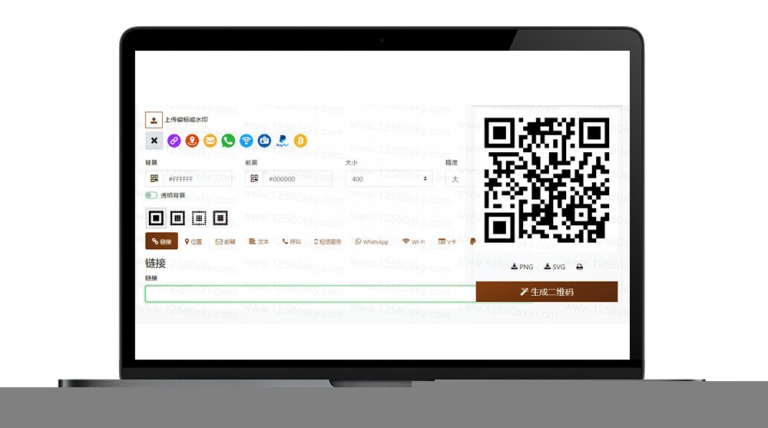 上传徽标或水印
背景 前景 大小 精度
#FFFFFF #000000 400 大
透明背景
链接 位置 邮箱 文本 呼叫 短信服务 WhatsApp WI-FI V卡
PNG SVG
链接
链接
生成二维码
www.12580sky.com